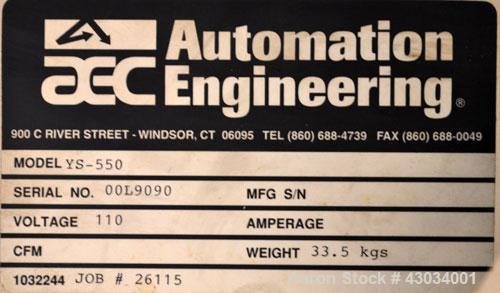 AEC Automation
Engineering®
900 C RIVER STREET - WINDSOR, CT 06095 TEL (860) 688-4739 FAX (860) 688-0049
MODEL YS-550
SERIAL NO. 00L9090 MFG S/N
VOLTAGE 110 AMPERAGE
CFM WEIGHT 33.5 kgs
1032244 JOB # 26115
Aaron Stock # 43034001